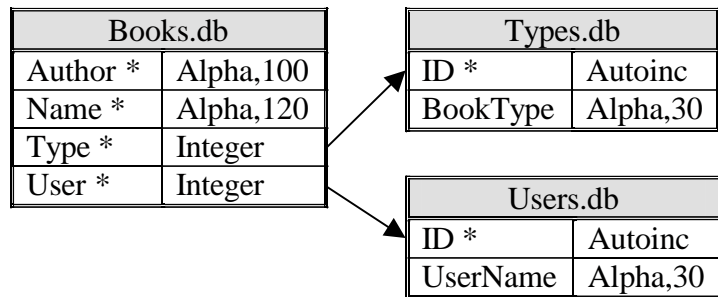 Books.db
Author * Alpha,100
Name * Alpha,120
Type * Integer
User * Integer
Types.db
ID * Autoinc
BookType Alpha,30
Users.db
ID * Autoinc
UserName Alpha,30